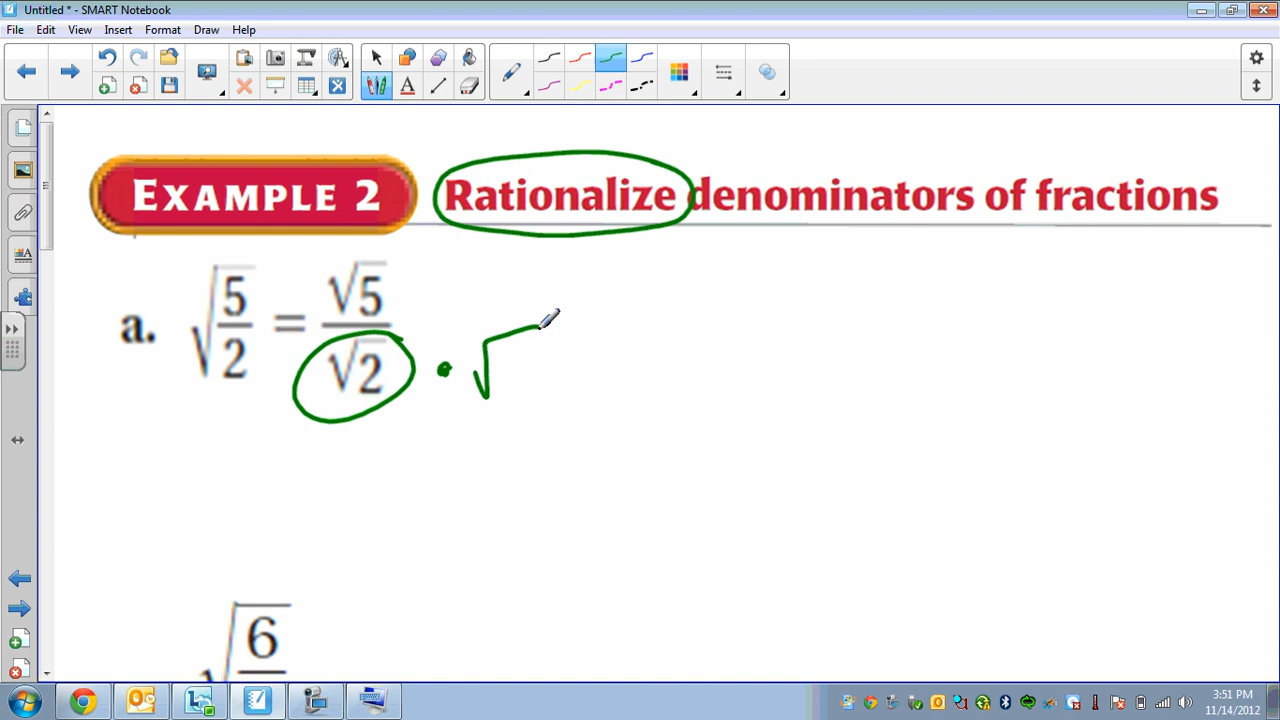 Untitled * - SMART Notebook
File Edit View Insert Format Draw Help
EXAMPLE 2 Rationalize denominators of fractions
a. √5/2 = √5/√2 · √
√6
3:51 PM
11/14/2012